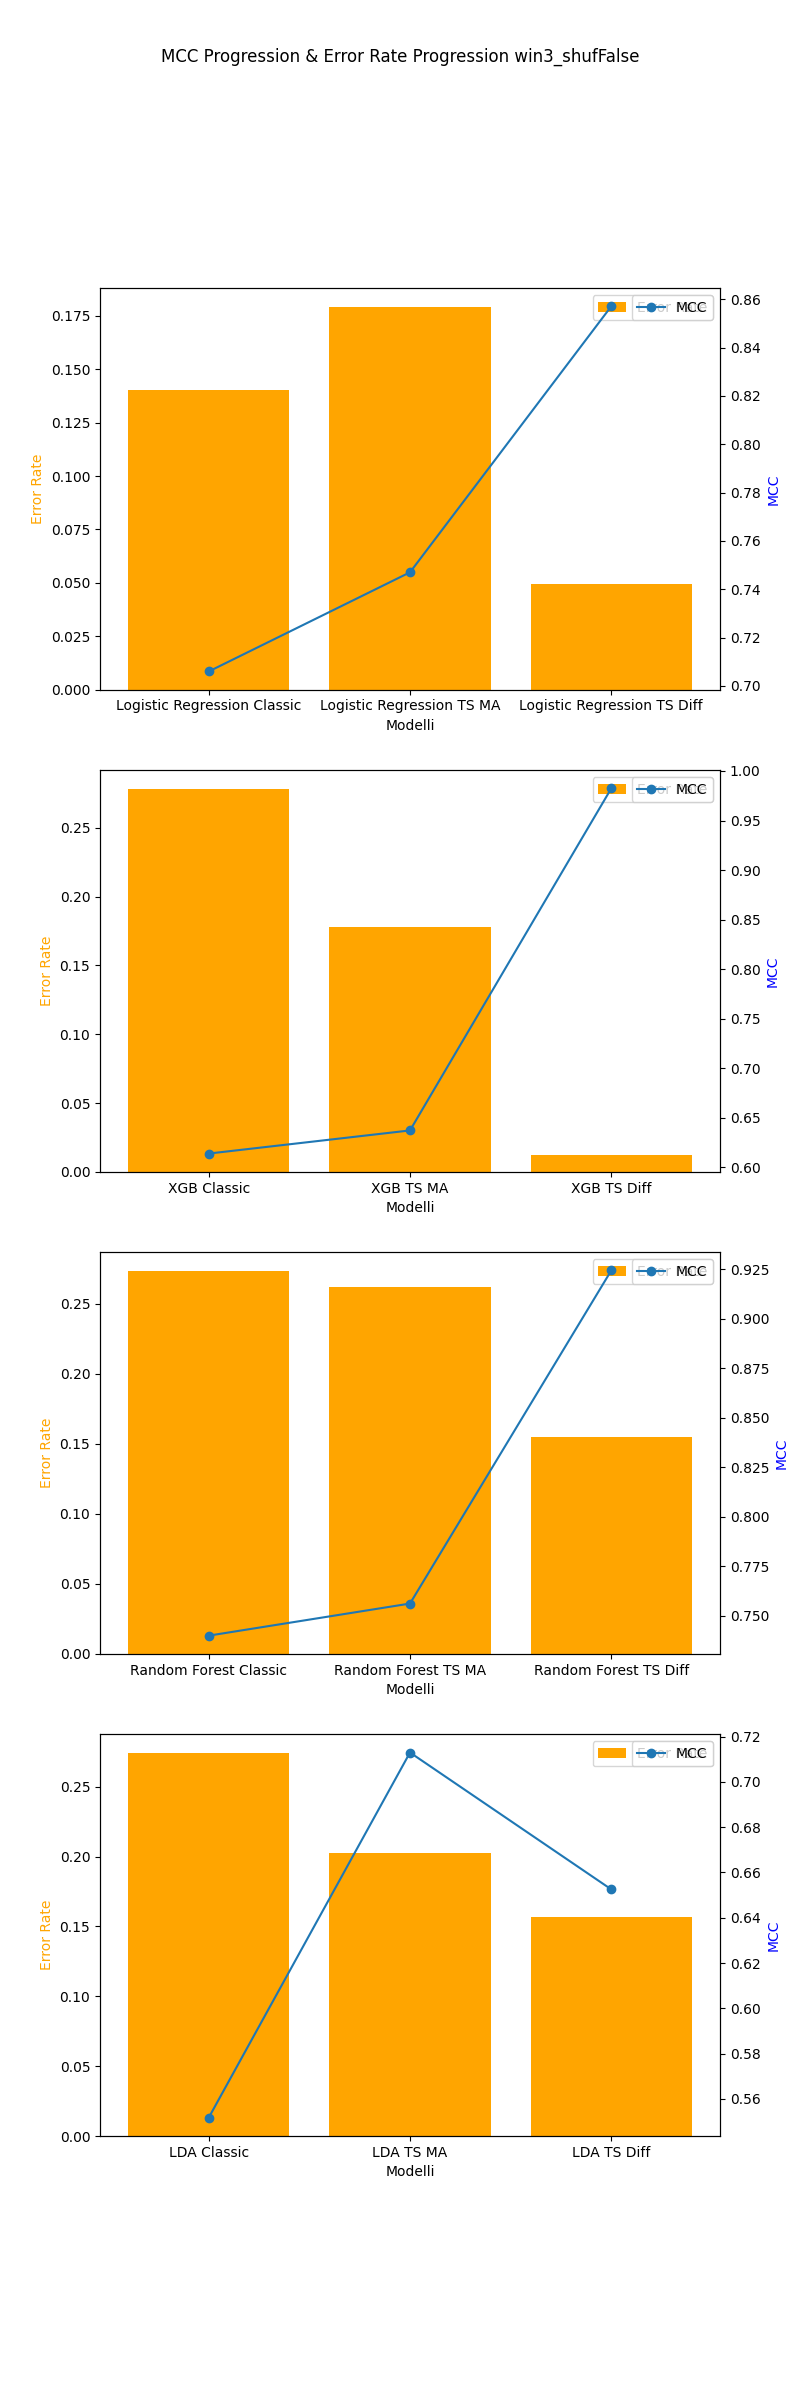 MCC Progression & Error Rate Progression win3_shufFalse
0.175
0.150
0.125
0.100
0.075
0.050
0.025
0.000
Error Rate
MCC
0.86
0.84
0.82
0.80
0.78
0.76
0.74
0.72
0.70
MCC
Logistic Regression Classic Logistic Regression TS MA Logistic Regression TS Diff
Modelli
0.25
0.20
0.15
0.10
0.05
0.00
Error Rate
MCC
1.00
0.95
0.90
0.85
0.80
0.75
0.70
0.65
0.60
MCC
XGB Classic XGB TS MA XGB TS Diff
Modelli
0.25
0.20
0.15
0.10
0.05
0.00
Error Rate
MCC
0.925
0.900
0.875
0.850
0.825
0.800
0.775
0.750
MCC
Random Forest Classic Random Forest TS MA Random Forest TS Diff
Modelli
0.25
0.20
0.15
0.10
0.05
0.00
Error Rate
MCC
0.72
0.70
0.68
0.66
0.64
0.62
0.60
0.58
0.56
MCC
LDA Classic LDA TS MA LDA TS Diff
Modelli